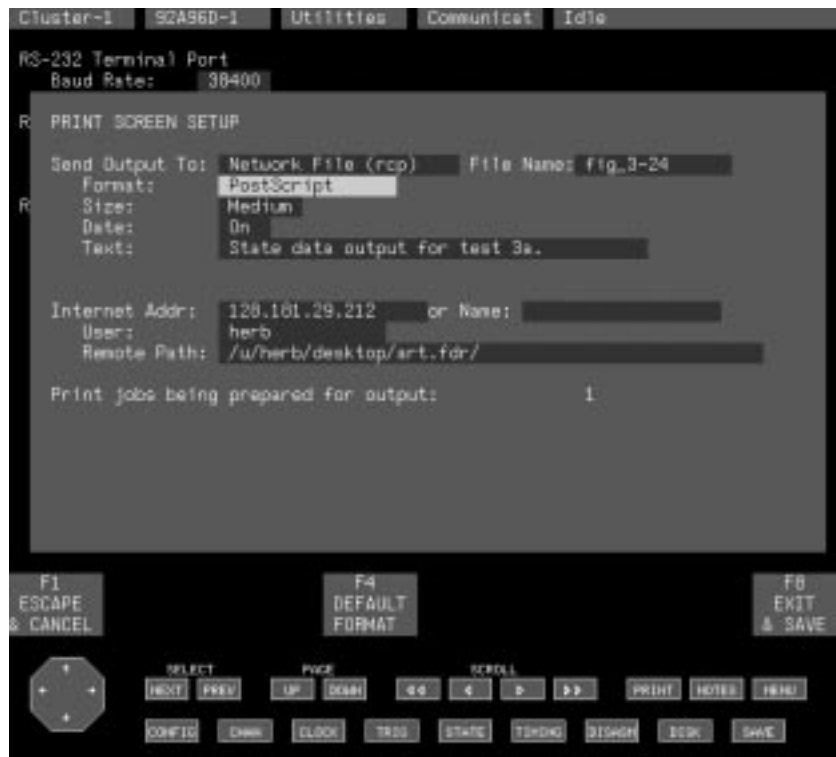 Cluster-1 92A96D-1 Utilities Communicat Idle
RS-232 Terminal Port
Baud Rate: 38400
R PRINT SCREEN SETUP
Send Output To: Network File (rcp) File Name: fig_3-24
Format: PostScript
R Size: Medium
Date: On
Text: State data output for test 3a.
Internet Addr: 128.181.29.212 or Name:
User: herb
Remote Path: /u/herb/desktop/art.fdr/
Print jobs being prepared for output: 1
F1 F4 F8
ESCAPE DEFAULT EXIT
& CANCEL FORMAT & SAVE
SELECT PAGE SCROLL
NEXT PREV UP DOWN PRINT NOTES MENU
CONFIG CHAN CLOCK TRIG STATE TIMING DISASM DISK SAVE